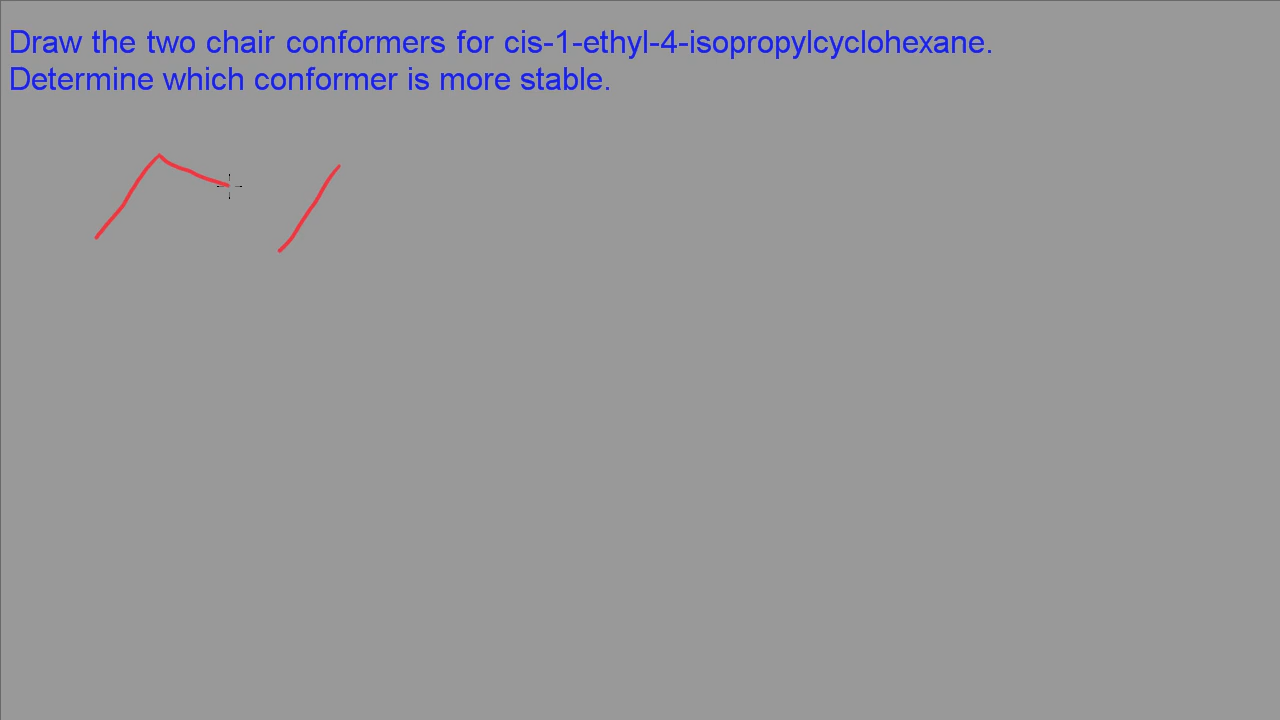 Draw the two chair conformers for cis-1-ethyl-4-isopropylcyclohexane.
Determine which conformer is more stable.